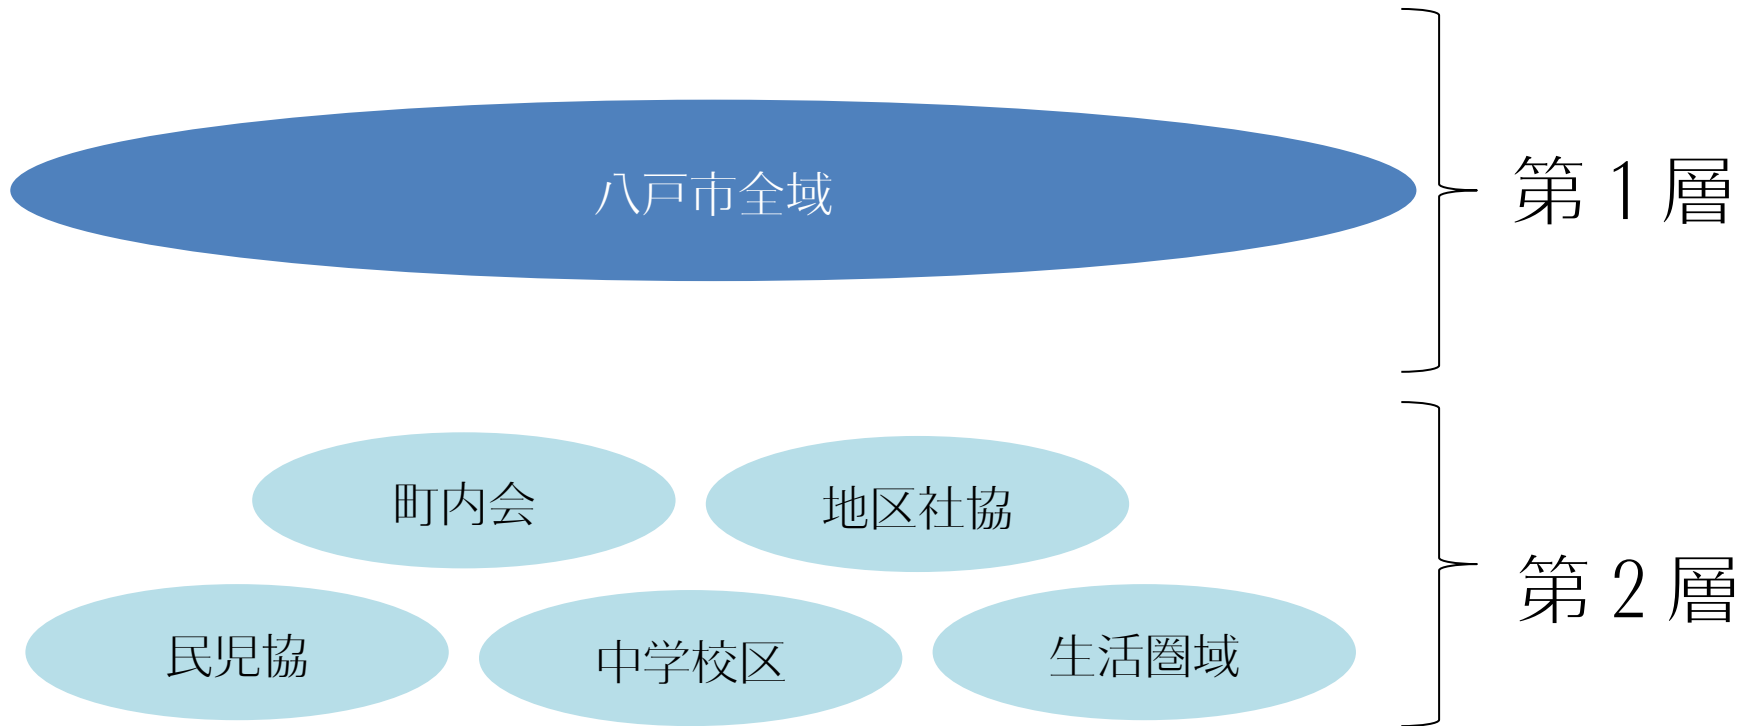 八戸市全域
第1層
町内会
地区社協
民児協
中学校区
生活圏域
第2層